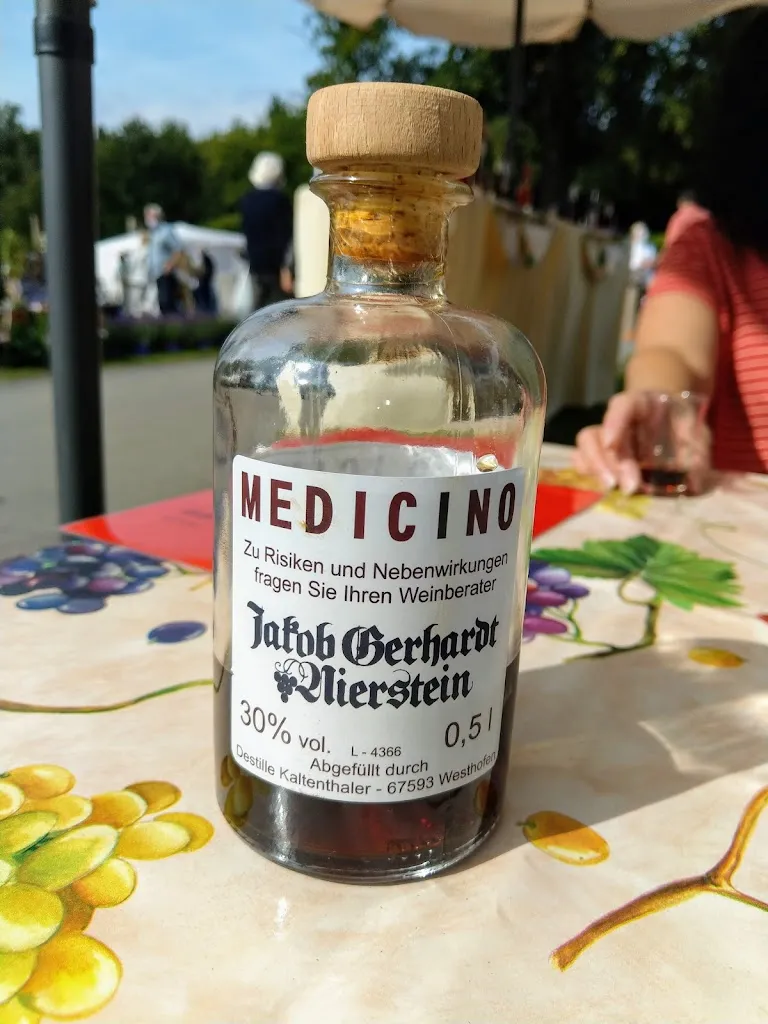 MEDICINO
Zu Risiken und Nebenwirkungen
fragen Sie Ihren Weinberater
Jakob Gerhardt
Nierstein
30% vol.
L - 4366
0,5 l
Abgefüllt durch
Destille Kaltenthaler - 67593 Westhofen